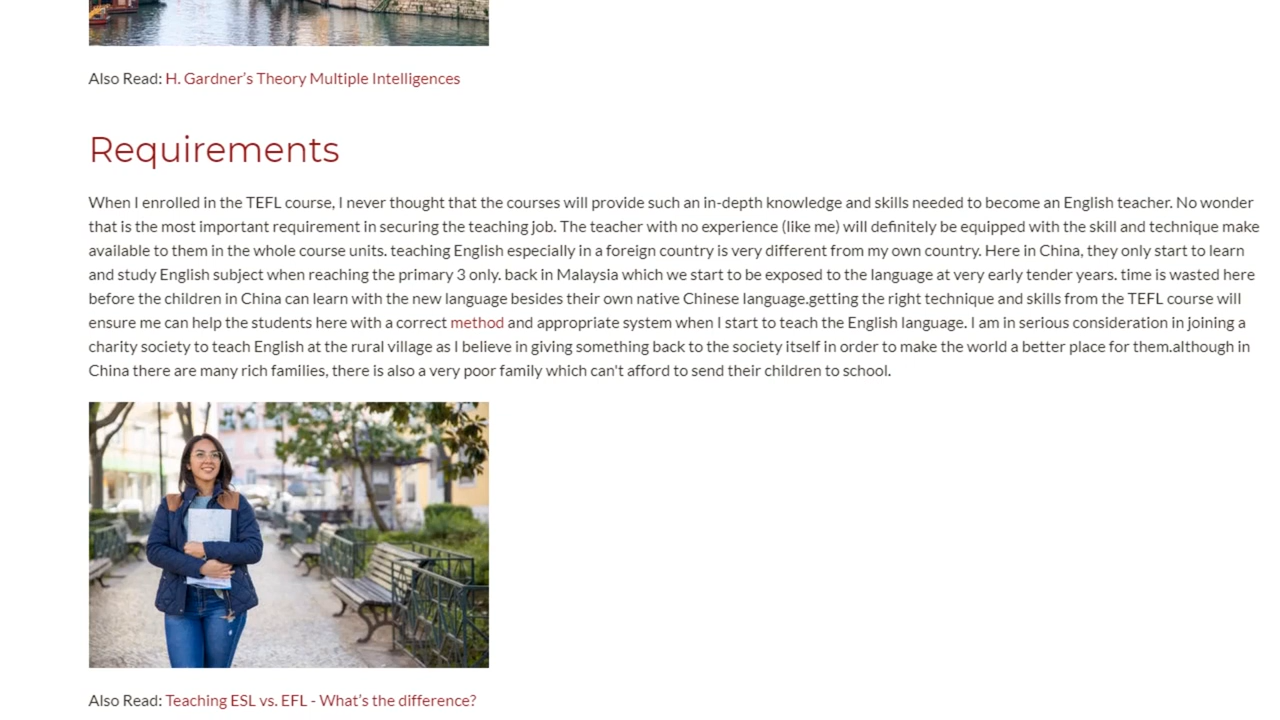 Also Read: H. Gardner’s Theory Multiple Intelligences
Requirements
When I enrolled in the TEFL course, I never thought that the courses will provide such an in-depth knowledge and skills needed to become an English teacher. No wonder
that is the most important requirement in securing the teaching job. The teacher with no experience (like me) will definitely be equipped with the skill and technique make
available to them in the whole course units. teaching English especially in a foreign country is very different from my own country. Here in China, they only start to learn
and study English subject when reaching the primary 3 only. back in Malaysia which we start to be exposed to the language at very early tender years. time is wasted here
before the children in China can learn with the new language besides their own native Chinese language.getting the right technique and skills from the TEFL course will
ensure me can help the students here with a correct method and appropriate system when I start to teach the English language. I am in serious consideration in joining a
charity society to teach English at the rural village as I believe in giving something back to the society itself in order to make the world a better place for them.although in
China there are many rich families, there is also a very poor family which can't afford to send their children to school.
Also Read: Teaching ESL vs. EFL - What’s the difference?